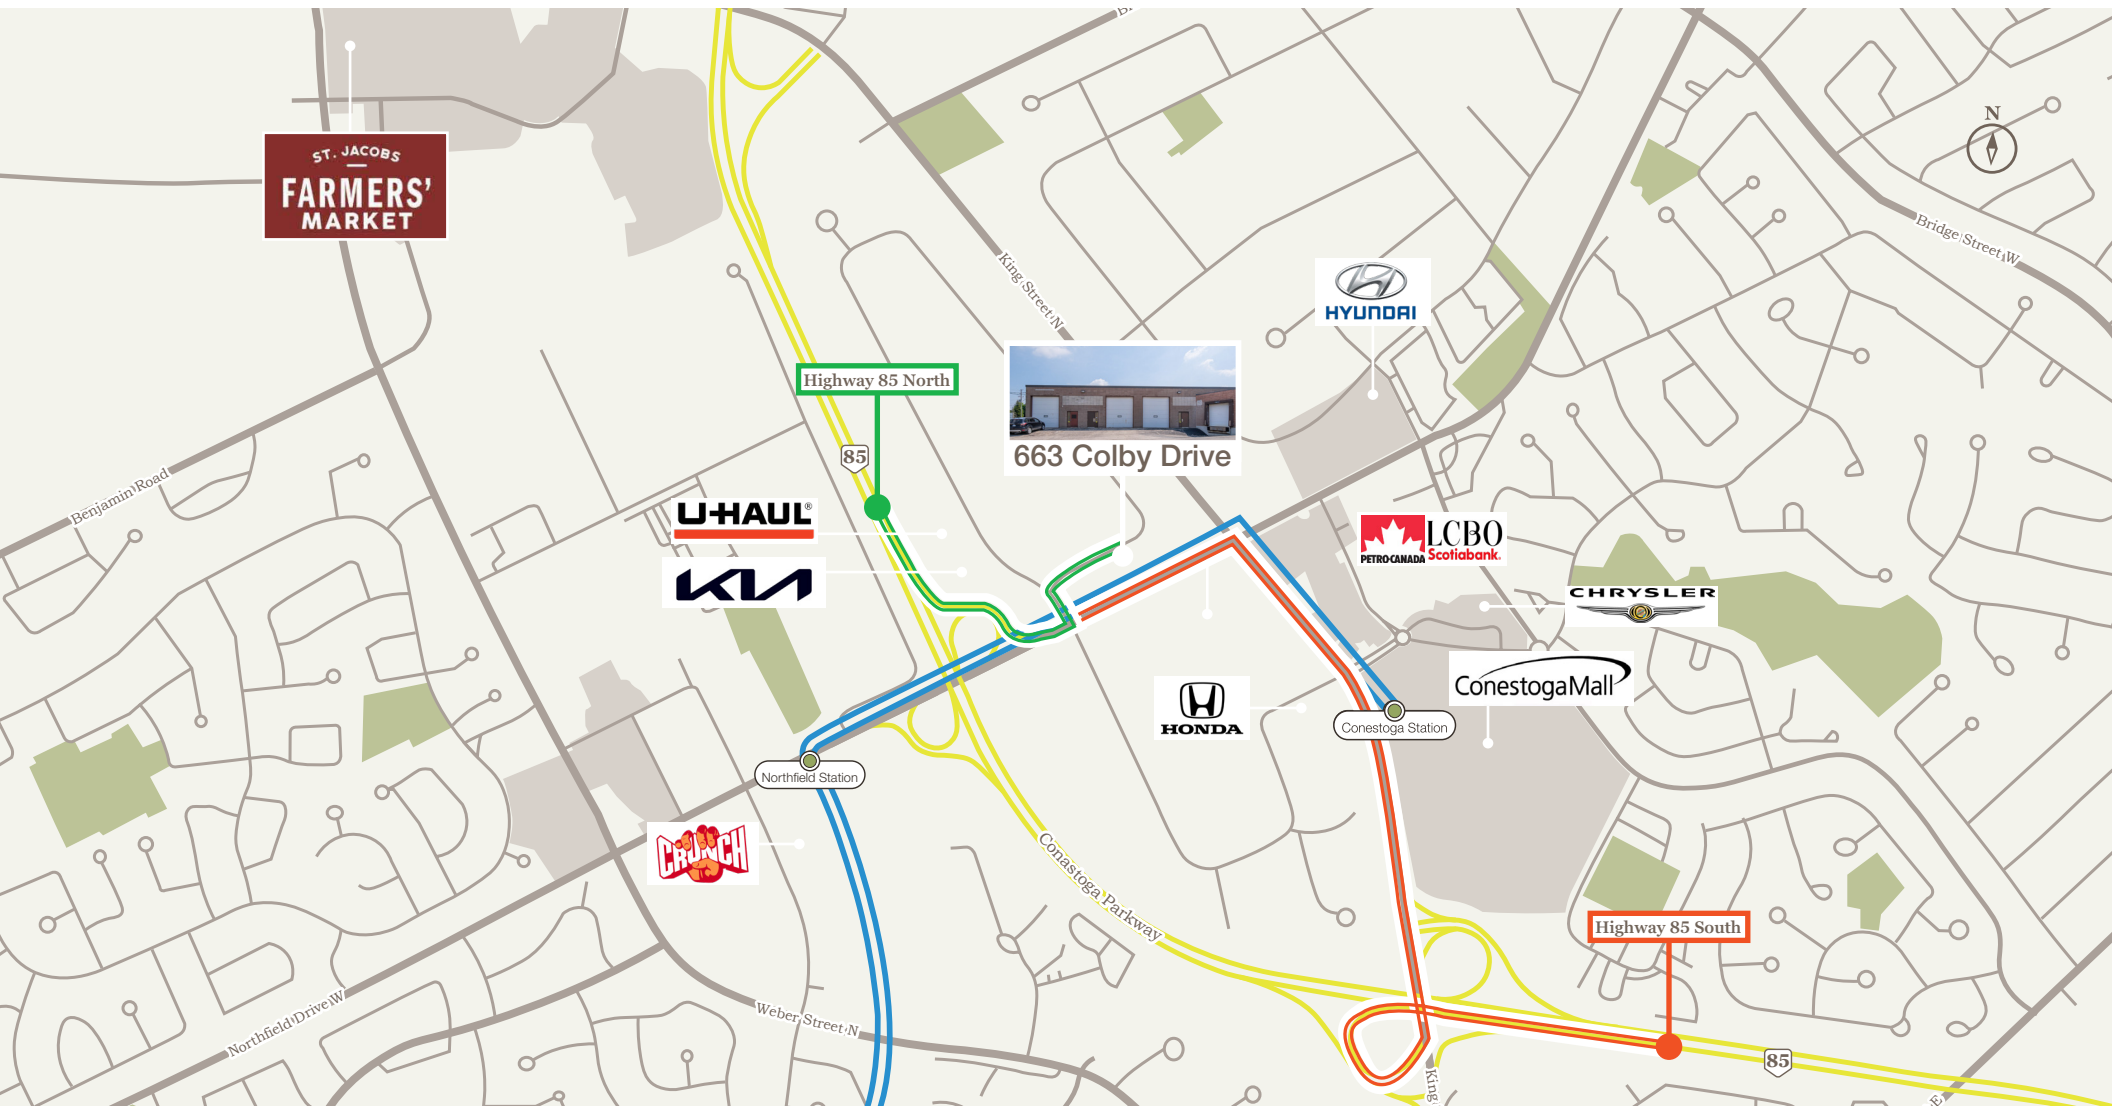 N
ST. JACOBS
FARMERS'
MARKET
Bridge Street W
King Street N
HYUNDAI
Highway 85 North
663 Colby Drive
85
Benjamin Road
U-HAUL®
KIA
PETRO-CANADA
LCBO
Scotiabank
CHRYSLER
ConestogaMall
HONDA
Conestoga Station
Northfield Station
CRUNCH
Conastoga Parkway
Highway 85 South
Northfield Drive W
Weber Street N
85
King
E